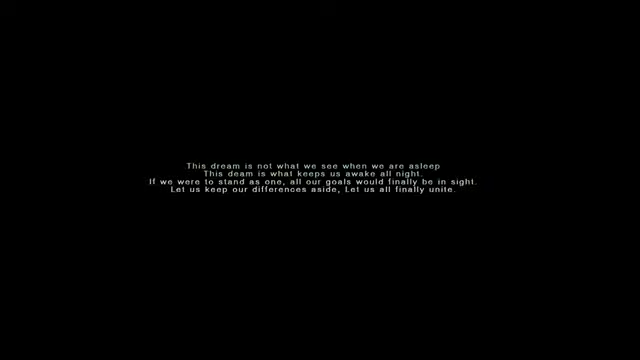 This dream is not what we see when we are asleep
This deam is what keeps us awake all night.
If we were to stand as one, all our goals would finally be in sight.
Let us keep our differences aside, Let us all finally unite.